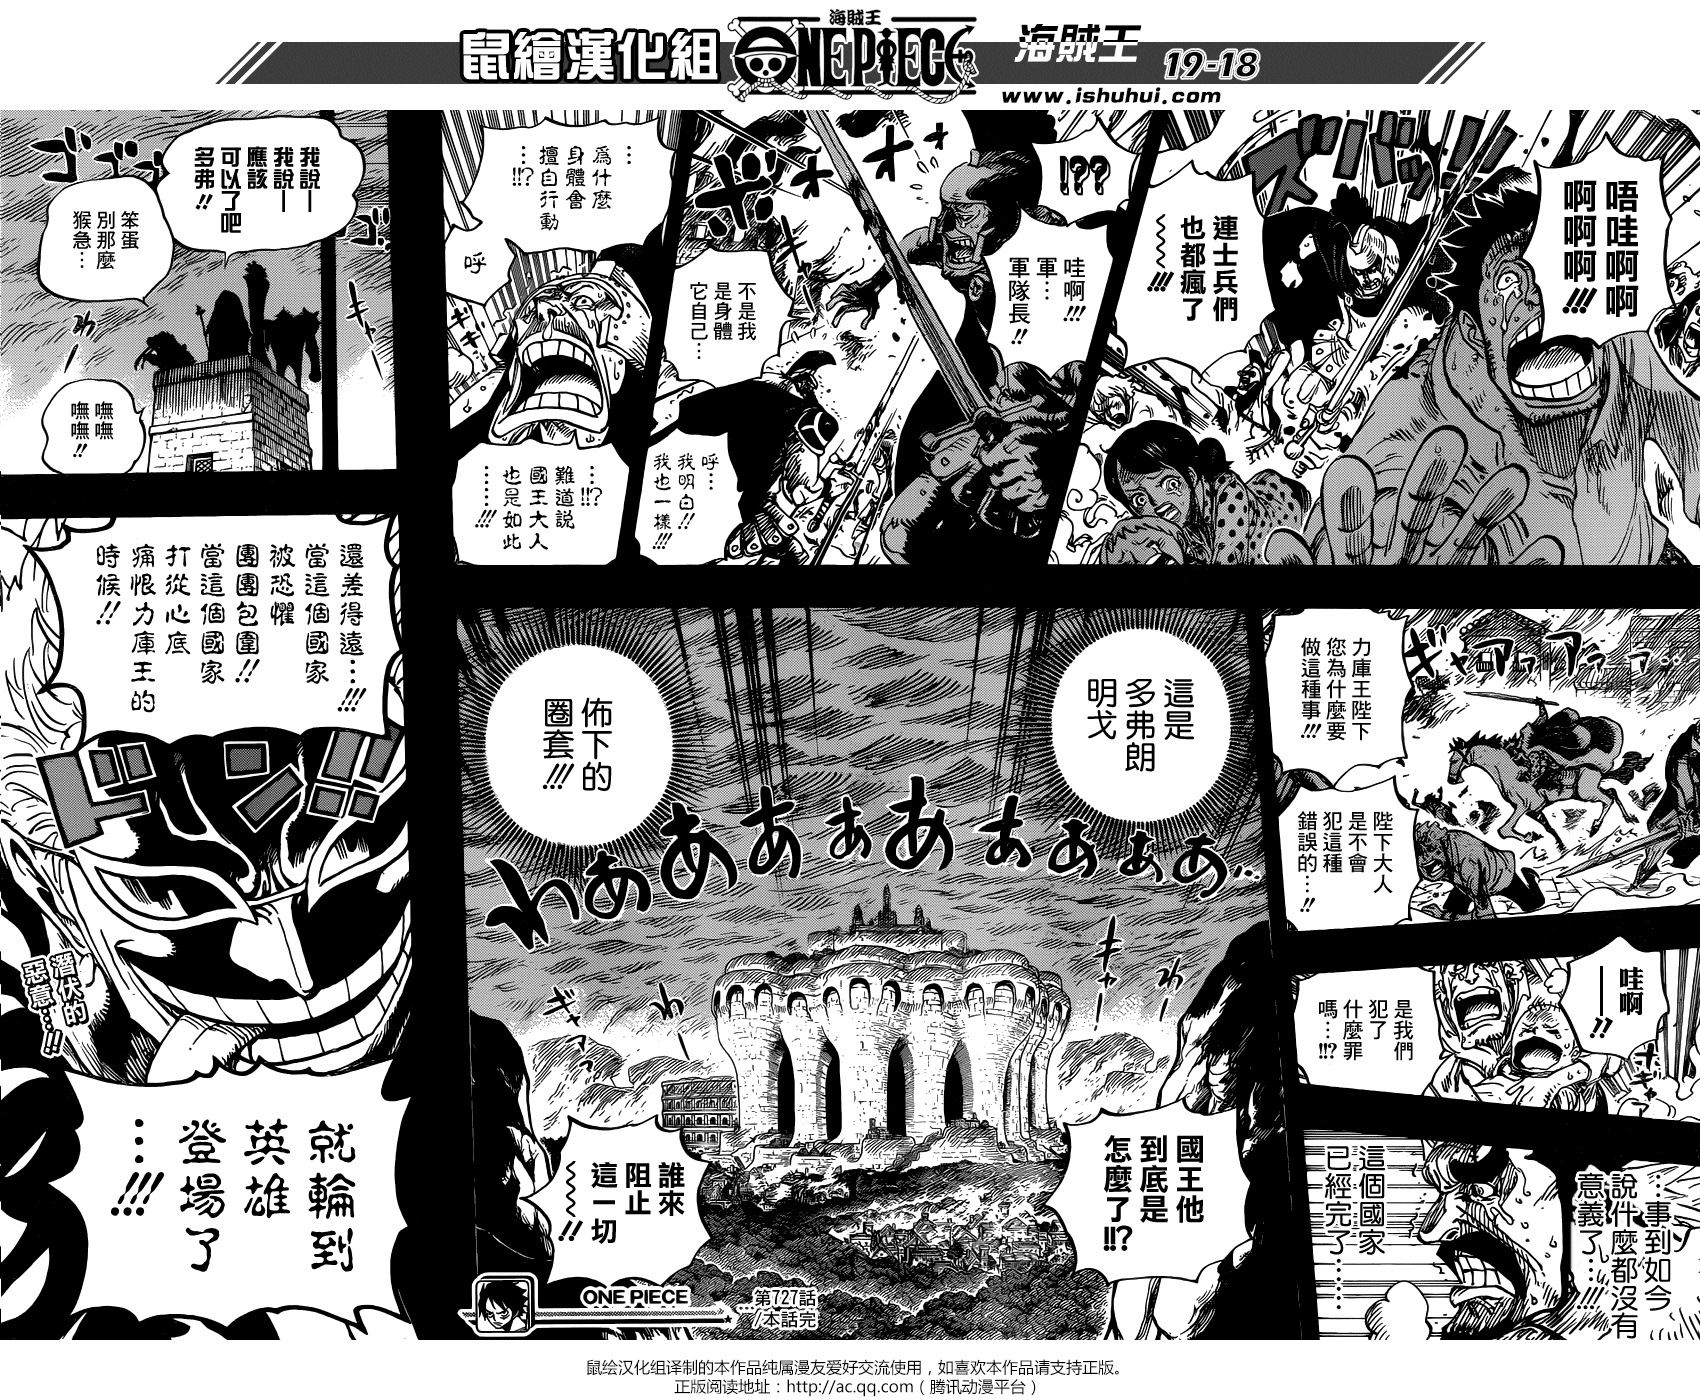 鼠繪漢化組
海賊王
ONE PIECE
海賊王
19-18
www.ishuhui.com
唔哇啊啊
啊啊啊!!!
ズバッ!!
連士兵們
也都瘋了
~~!!!
!??
哇啊!!!
軍…
軍隊長!!
不是我
是身體
它自己…
呼…
我明白!!
我也一樣
!!!
…
為什麼
身體會
擅自行動
…!!?
呼
…!!?
難道說
國王大人
也是如此
……!!!
力庫王陛下
您為什麼要
做這種
事!!!
ギャアアアアァ…
陛下大人
是不會
犯這種
錯誤的…!!
哇啊
——!!
是我們
犯了
什麼罪
嗎…!!?
…事到如今
說什麼都沒有
意義了…!!!
這個國家
已經完了……
這是
多弗朗
明戈
佈下的
圈套!!!
わあああぁあああぁあ…
國王他
到底是
怎麼了!!?
誰來
阻止
這一切
~~!!
ONE PIECE
第727話
…/本話完
我說—
我說—
應該
可以了吧
多弗!!
笨蛋
別那麼
猴急…
嘸嘸
嘸嘸!!
還差得遠…!!!
當這個國家
被恐懼
團團包圍!!
當這個國家
打從心底
痛恨力庫王的
時候!!
ドン!!
潛伏的
惡意…!!!
就輪到
英雄
登場了
…!!!
鼠绘汉化组译制的本作品纯属漫友爱好交流使用，如喜欢本作品请支持正版。
正版阅读地址：http://ac.qq.com（腾讯动漫平台）